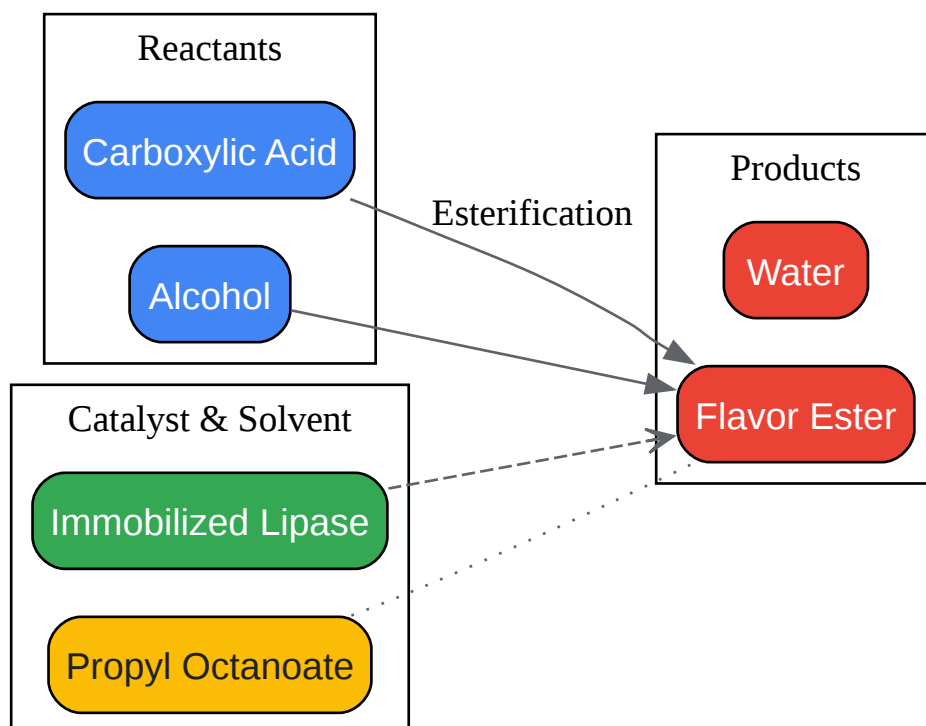 Reactants
Carboxylic Acid
Alcohol
Esterification
Products
Water
Flavor Ester
Catalyst & Solvent
Immobilized Lipase
Propyl Octanoate